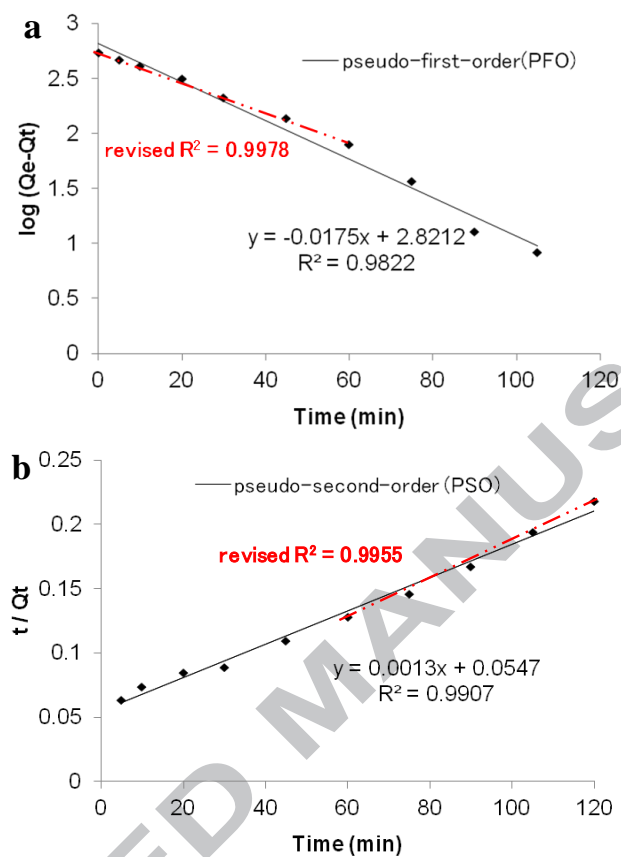 a
3
2.5
2
1.5
1
0.5
0
log (Qe-Qt)
pseudo-first-order(PFO)
revised R² = 0.9978
y = -0.0175x + 2.8212
R² = 0.9822
0 20 40 60 80 100 120
Time (min)
b
0.25
0.2
0.15
0.1
0.05
0
t / Qt
pseudo-second-order (PSO)
revised R² = 0.9955
y = 0.0013x + 0.0547
R² = 0.9907
0 20 40 60 80 100 120
Time (min)
ED MANUS